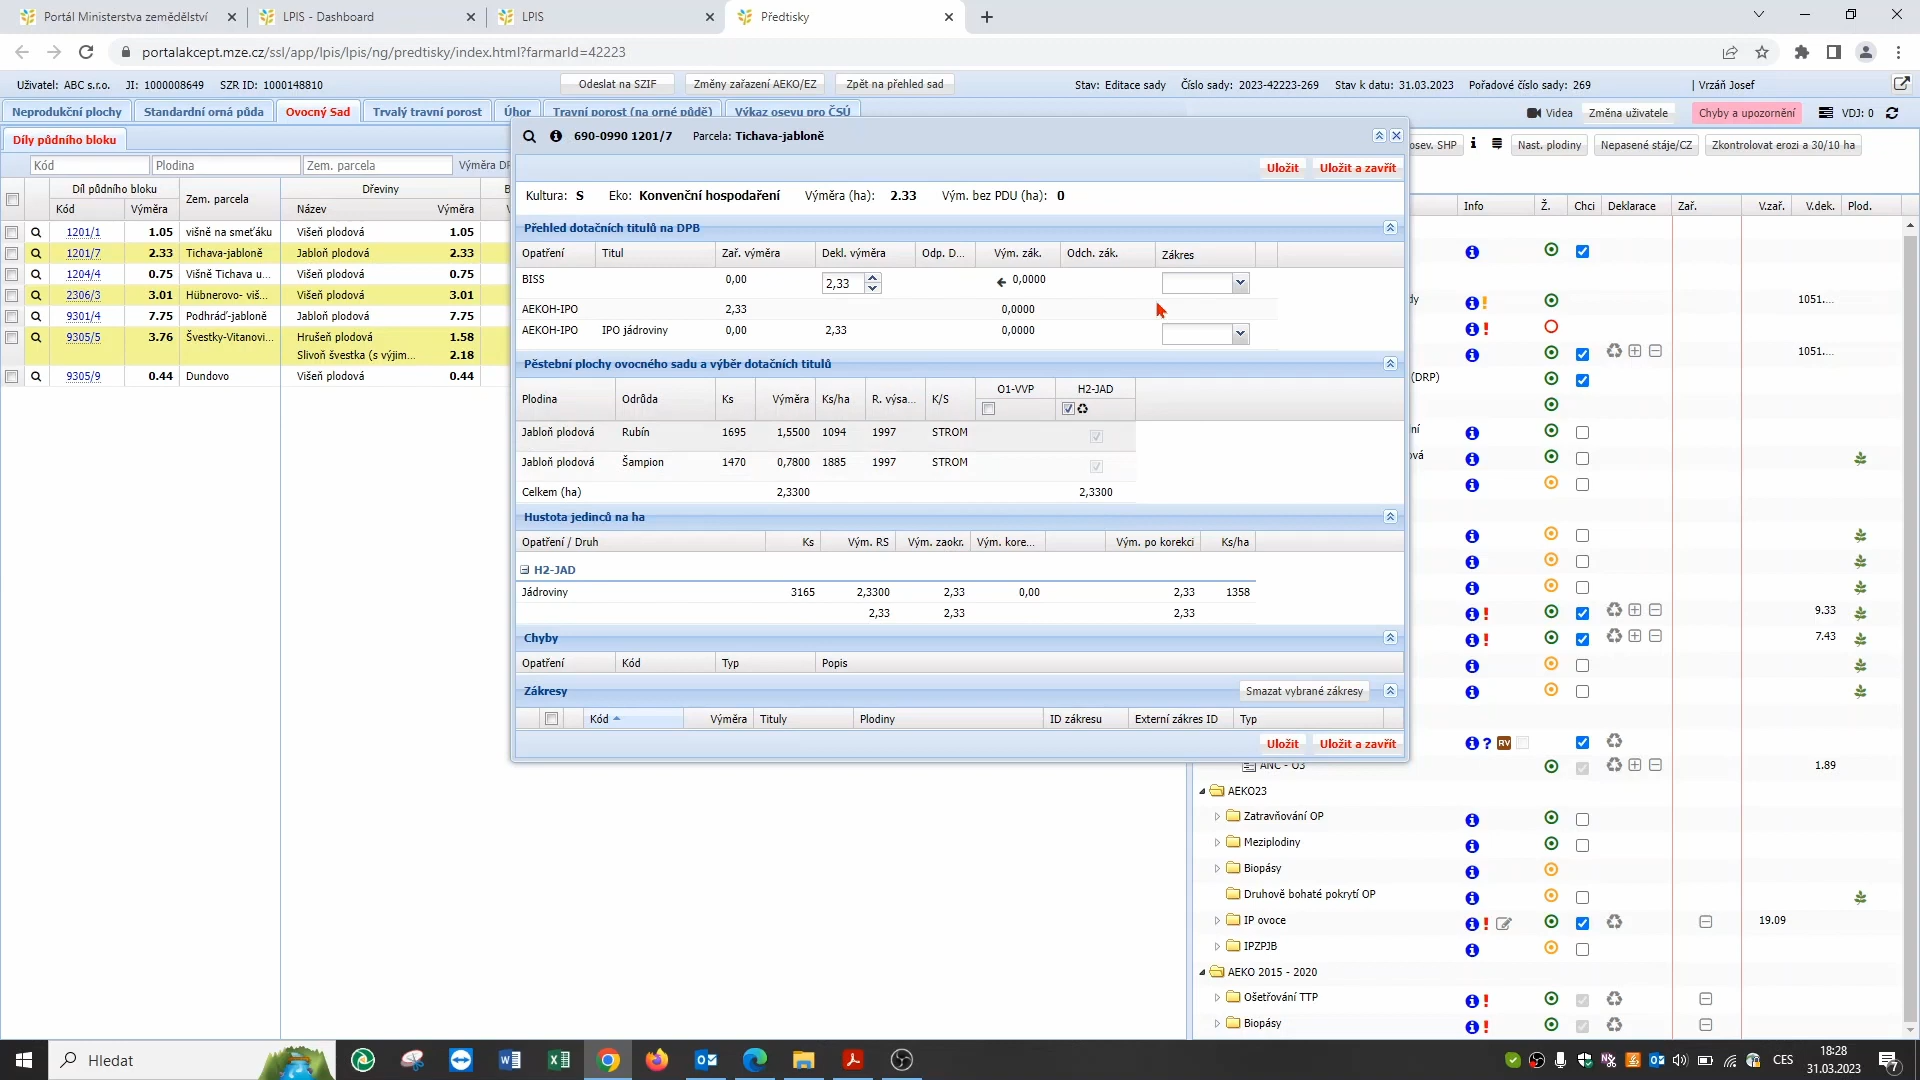 Portál Ministerstva zemědělství
LPIS - Dashboard
LPIS
Předtisky
portalakcept.mze.cz/ssl/app/lpis/lpis/ng/predtisky/index.html?farmarId=42223
Uživatel: ABC s.r.o. JI: 1000008649 SZR ID: 1000148810
Odeslat na SZIF Změny zařazení AEKO/EZ Zpět na přehled sad
Stav: Editace sady Číslo sady: 2023-42223-269 Stav k datu: 31.03.2023 Pořadové číslo sady: 269 | Vrzáň Josef
Neprodukční plochy Standardní orná půda Ovocný Sad Trvalý travní porost Úhor Travní porost (na orné půdě) Výkaz osevu pro ČSÚ
Videa Změna uživatele Chyby a upozornění VDJ: 0
Díly půdního bloku
osev. SHP Nast. plodiny Nepasené stáje/CZ Zkontrolovat erozi a 30/10 ha
Kód Plodina Zem. parcela Výměra DP
Díl půdního bloku Zem. parcela Dřeviny
Kód Výměra Název Výměra
1201/1 1.05 višně na smeťáku Višeň plodová 1.05
1201/7 2.33 Tichava-jabloně Jabloň plodová 2.33
1204/4 0.75 Višně Tichava u... Višeň plodová 0.75
2306/3 3.01 Hübnerovo- viš... Višeň plodová 3.01
9301/4 7.75 Podhráď-jabloně Jabloň plodová 7.75
9305/5 3.76 Švestky-Vitanovi... Hrušeň plodová 1.58
Slivoň švestka (s výjim... 2.18
9305/9 0.44 Dundovo Višeň plodová 0.44
690-0990 1201/7 Parcela: Tichava-jabloně
Uložit Uložit a zavřít
Kultura: S Eko: Konvenční hospodaření Výměra (ha): 2.33 Vým. bez PDU (ha): 0
Přehled dotačních titulů na DPB
Opatření Titul Zař. výměra Dekl. výměra Odp. D... Vým. zák. Odch. zák. Zákres
BISS 0,00 2,33 0,0000
AEKOH-IPO 2,33 0,0000
AEKOH-IPO IPO jádroviny 0,00 2,33 0,0000
Pěstební plochy ovocného sadu a výběr dotačních titulů
Plodina Odrůda Ks Výměra Ks/ha R. výsa... K/S O1-VVP H2-JAD
Jabloň plodová Rubín 1695 1,5500 1094 1997 STROM
Jabloň plodová Šampion 1470 0,7800 1885 1997 STROM
Celkem (ha) 2,3300 2,3300
Hustota jedinců na ha
Opatření / Druh Ks Vým. RS Vým. zaokr. Vým. kore... Vým. po korekci Ks/ha
H2-JAD
Jádroviny 3165 2,3300 2,33 0,00 2,33 1358
2,33 2,33 2,33
Chyby
Opatření Kód Typ Popis
Zákresy Smazat vybrané zákresy
Kód Výměra Tituly Plodiny ID zákresu Externí zákres ID Typ
Uložit Uložit a zavřít
Info Ž. Chci Deklarace Zař. V.zař. V.dek. Plod.
dy 1051....
1051....
(DRP)
ní
vá
9.33
7.43
RV
ANC - O3 1.89
AEKO23
Zatravňování OP
Meziplodiny
Biopásy
Druhově bohaté pokrytí OP
IP ovoce 19.09
IPZPJB
AEKO 2015 - 2020
Ošetřování TTP
Biopásy
Hledat
CES
18:28
31.03.2023
7